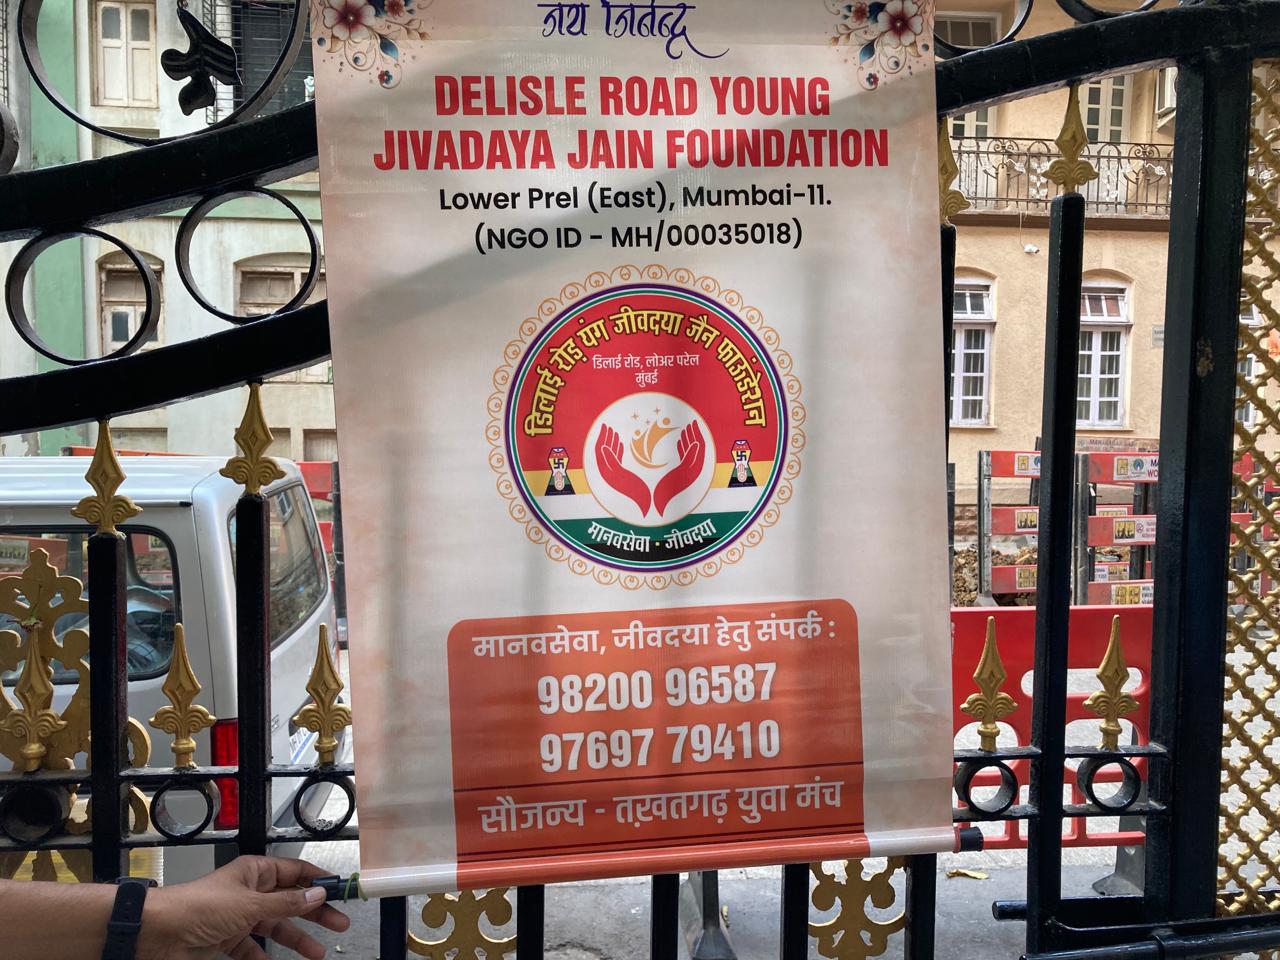 जय जिनेन्द्र
DELISLE ROAD YOUNG
JIVADAYA JAIN FOUNDATION
Lower Prel (East), Mumbai-11.
(NGO ID - MH/00035018)
डिलाई रोड़ यंग जीवदया जैन फाउंडेशन
डिलाई रोड, लोअर परेल
मुंबई
मानवसेवा · जीवदया
मानवसेवा, जीवदया हेतु संपर्क :
98200 96587
97697 79410
सौजन्य - तख़तगढ़ युवा मंच